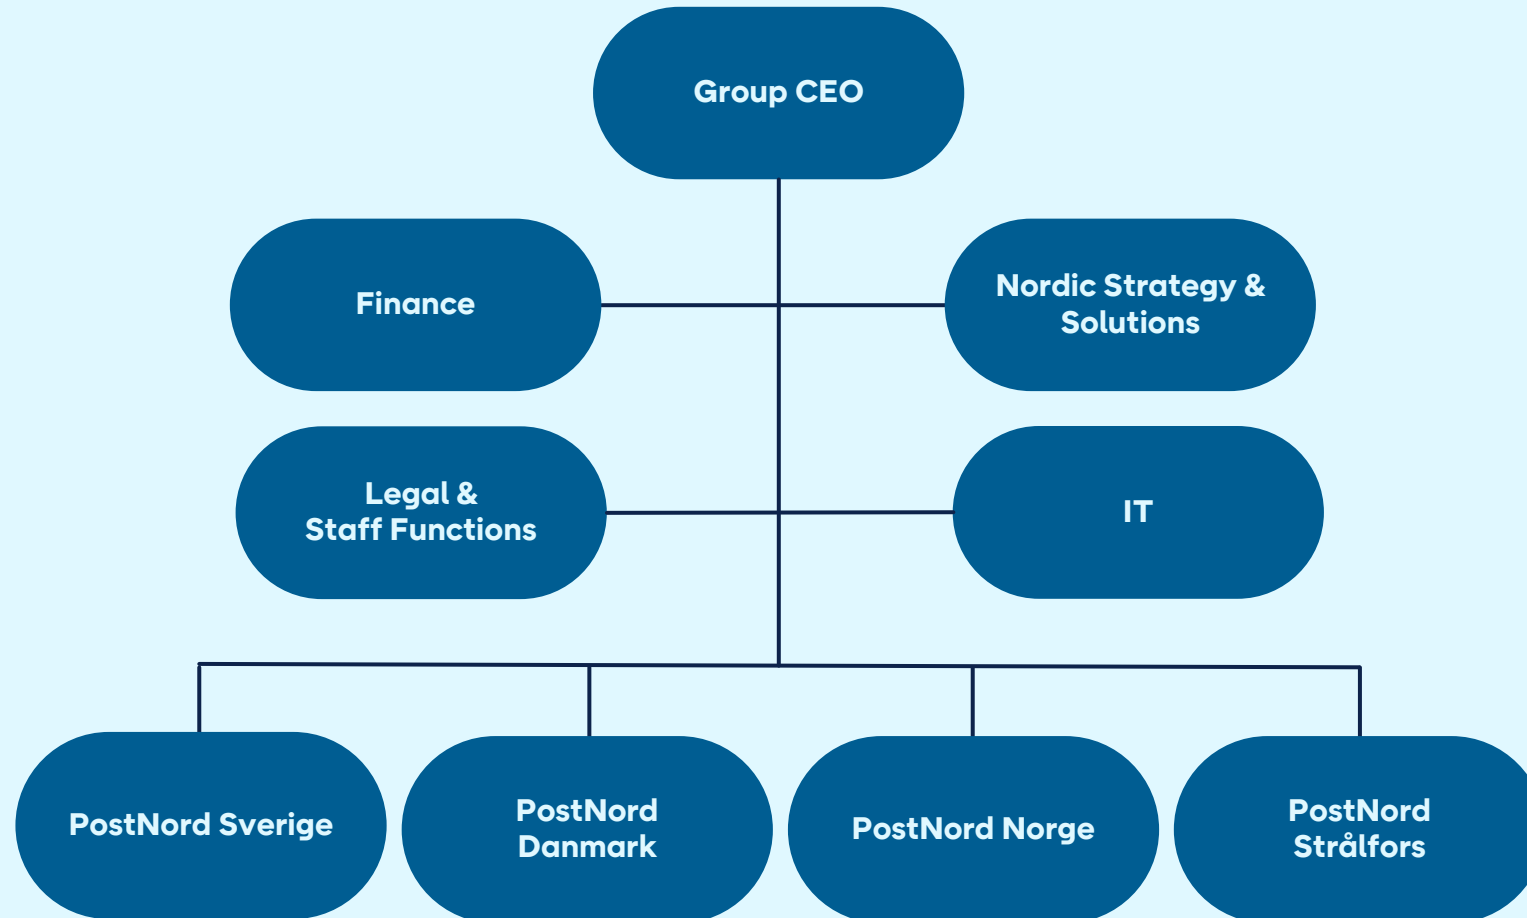 Group CEO
Finance
Nordic Strategy &
Solutions
Legal &
Staff Functions
IT
PostNord Sverige
PostNord
Danmark
PostNord Norge
PostNord
Strålfors